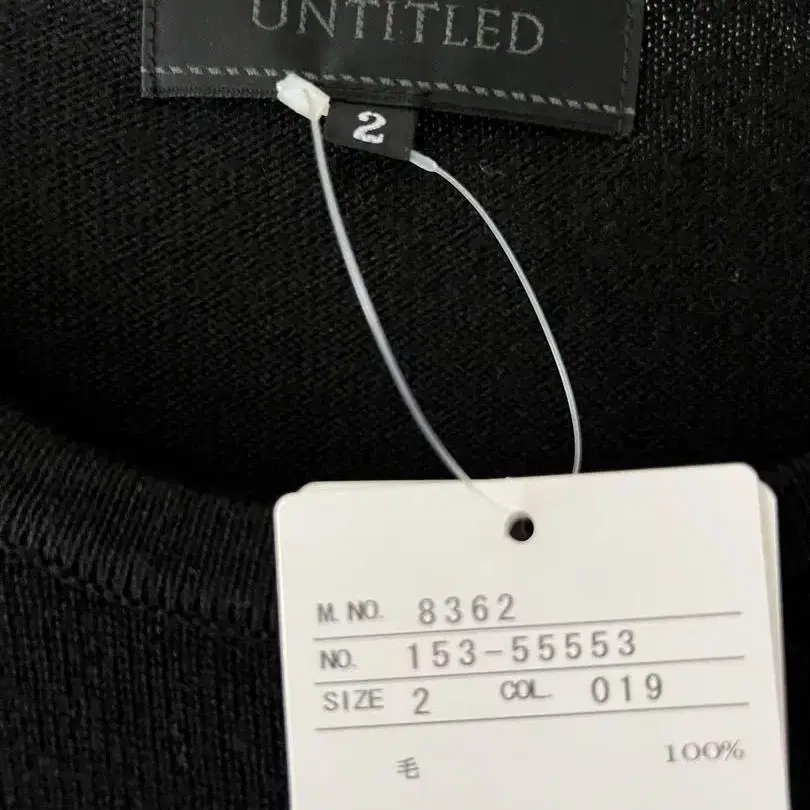 UNTITLED
2
M. NO. 8362
NO. 153-55553
SIZE 2 COL. 019
毛 100%